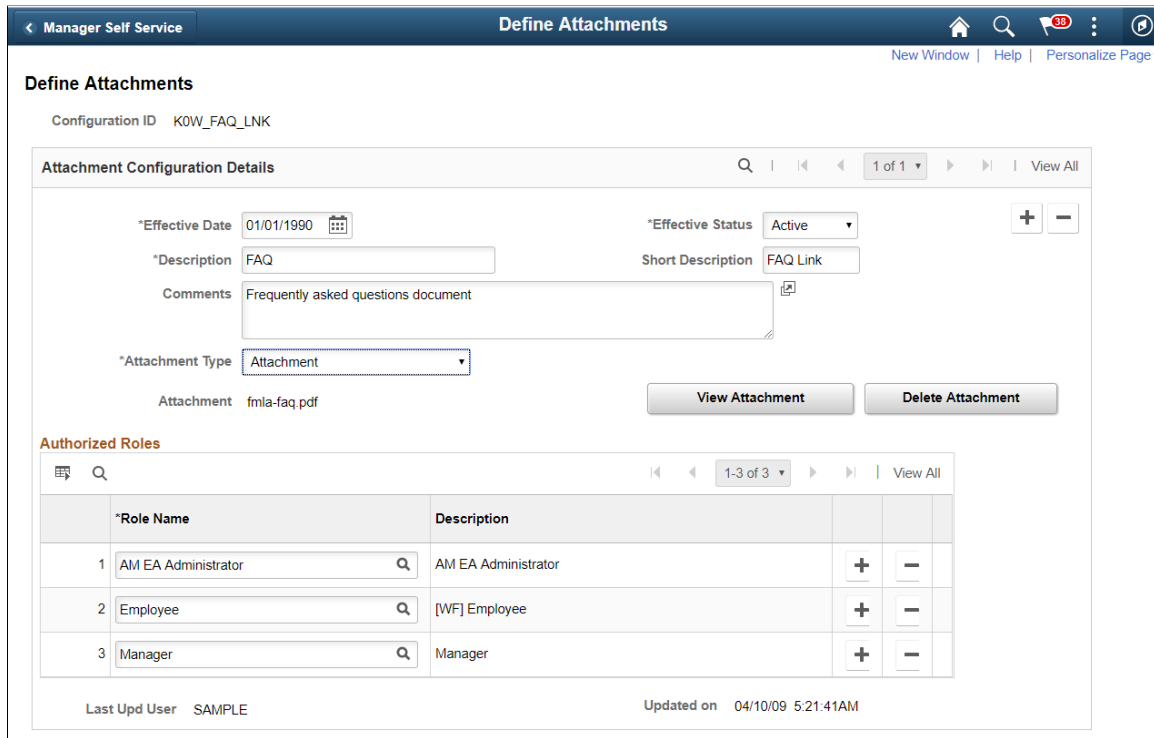 Manager Self Service
Define Attachments
38
New Window | Help | Personalize Page
Define Attachments
Configuration ID K0W_FAQ_LNK
Attachment Configuration Details
1 of 1
View All
*Effective Date 01/01/1990
*Effective Status Active
*Description FAQ
Short Description FAQ Link
Comments Frequently asked questions document
*Attachment Type Attachment
Attachment fmla-faq.pdf
View Attachment
Delete Attachment
Authorized Roles
1-3 of 3
View All
*Role Name Description
1 AM EA Administrator AM EA Administrator
2 Employee [WF] Employee
3 Manager Manager
Last Upd User SAMPLE
Updated on 04/10/09 5:21:41AM